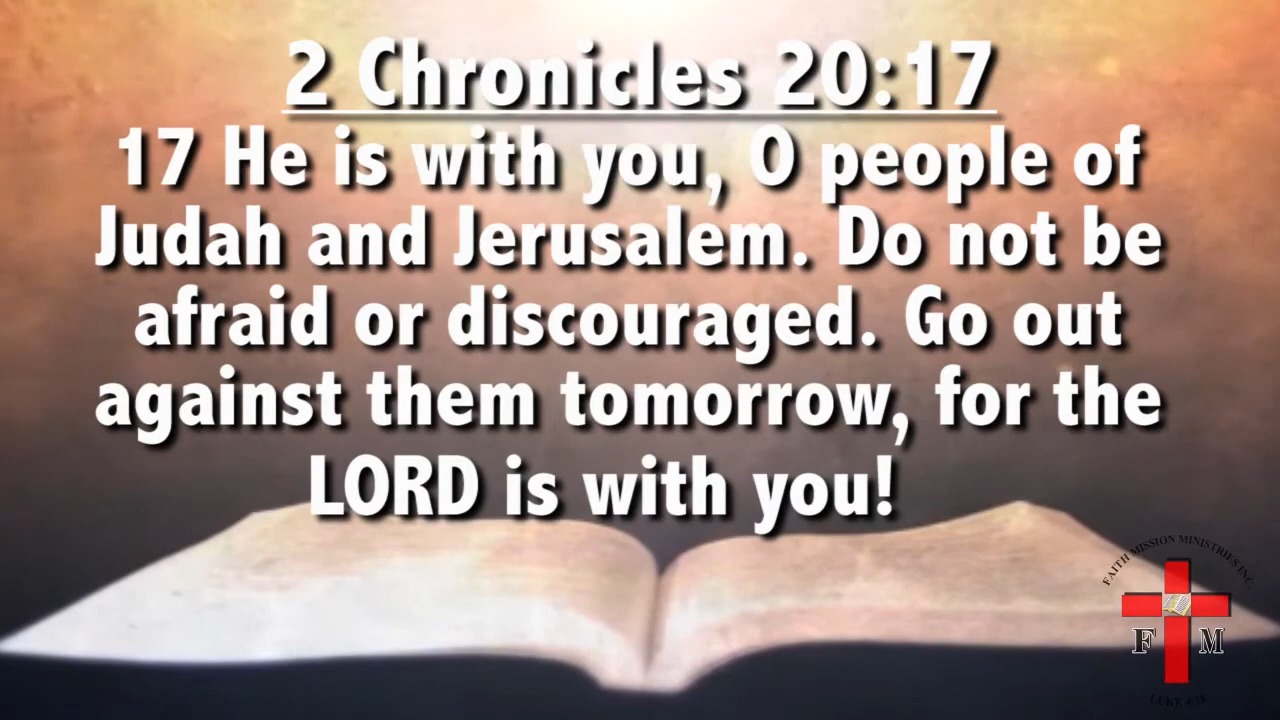 2 Chronicles 20:17
17 He is with you, O people of
Judah and Jerusalem. Do not be
afraid or discouraged. Go out
against them tomorrow, for the
LORD is with you!
FAITH MISSION MINISTRIES INC.
F M
LUKE